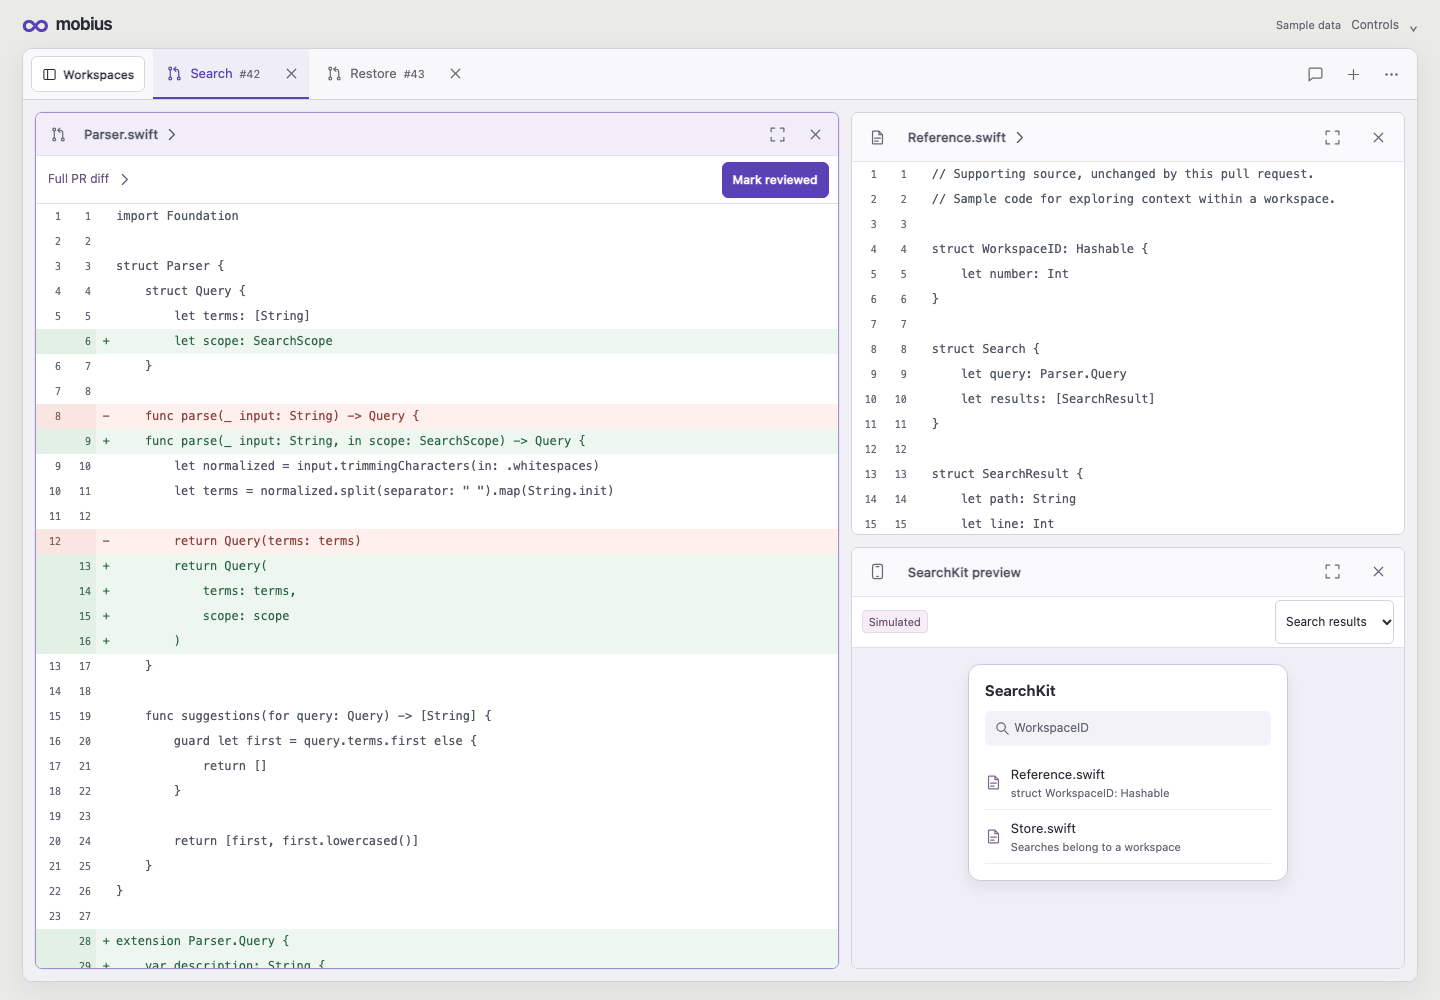 mobius
Sample data Controls
Workspaces
Search #42
Restore #43
Parser.swift
Full PR diff
Mark reviewed
1 1 import Foundation
2 2
3 3 struct Parser {
4 4     struct Query {
5 5         let terms: [String]
6 +         let scope: SearchScope
6 7     }
7 8
8 −     func parse(_ input: String) -> Query {
9 +     func parse(_ input: String, in scope: SearchScope) -> Query {
9 10         let normalized = input.trimmingCharacters(in: .whitespaces)
10 11         let terms = normalized.split(separator: " ").map(String.init)
11 12
12 −         return Query(terms: terms)
13 +         return Query(
14 +             terms: terms,
15 +             scope: scope
16 +         )
13 17     }
14 18
15 19     func suggestions(for query: Query) -> [String] {
16 20         guard let first = query.terms.first else {
17 21             return []
18 22         }
19 23
20 24         return [first, first.lowercased()]
21 25     }
22 26 }
23 27
28 + extension Parser.Query {
29 +     var description: String {
Reference.swift
1 1 // Supporting source, unchanged by this pull request.
2 2 // Sample code for exploring context within a workspace.
3 3
4 4 struct WorkspaceID: Hashable {
5 5     let number: Int
6 6 }
7 7
8 8 struct Search {
9 9     let query: Parser.Query
10 10     let results: [SearchResult]
11 11 }
12 12
13 13 struct SearchResult {
14 14     let path: String
15 15     let line: Int
SearchKit preview
Simulated
Search results
SearchKit
WorkspaceID
Reference.swift
struct WorkspaceID: Hashable
Store.swift
Searches belong to a workspace